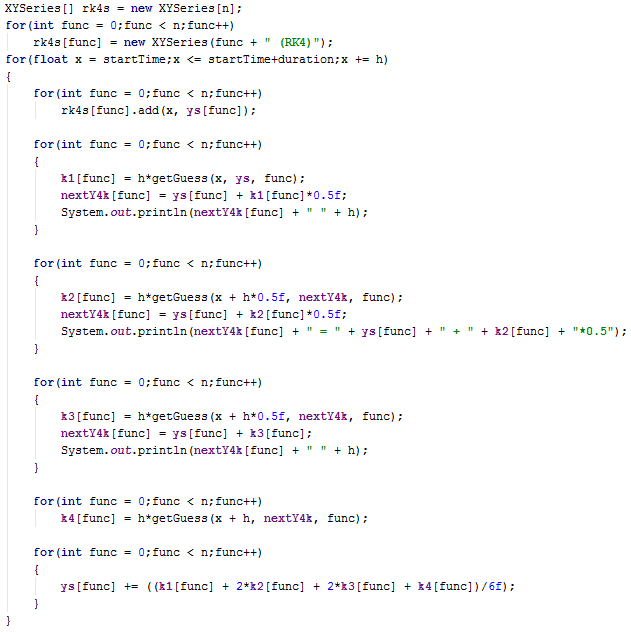 XYSeries[] rk4s = new XYSeries[n];
for(int func = 0;func < n;func++)
    rk4s[func] = new XYSeries(func + " (RK4)");
for(float x = startTime;x <= startTime+duration;x += h)
{
    for(int func = 0;func < n;func++)
        rk4s[func].add(x, ys[func]);

    for(int func = 0;func < n;func++)
    {
        k1[func] = h*getGuess(x, ys, func);
        nextY4k[func] = ys[func] + k1[func]*0.5f;
        System.out.println(nextY4k[func] + " " + h);
    }

    for(int func = 0;func < n;func++)
    {
        k2[func] = h*getGuess(x + h*0.5f, nextY4k, func);
        nextY4k[func] = ys[func] + k2[func]*0.5f;
        System.out.println(nextY4k[func] + " = " + ys[func] + " + " + k2[func] + "*0.5");
    }

    for(int func = 0;func < n;func++)
    {
        k3[func] = h*getGuess(x + h*0.5f, nextY4k, func);
        nextY4k[func] = ys[func] + k3[func];
        System.out.println(nextY4k[func] + " " + h);
    }

    for(int func = 0;func < n;func++)
        k4[func] = h*getGuess(x + h, nextY4k, func);

    for(int func = 0;func < n;func++)
    {
        ys[func] += ((k1[func] + 2*k2[func] + 2*k3[func] + k4[func])/6f);
    }
}